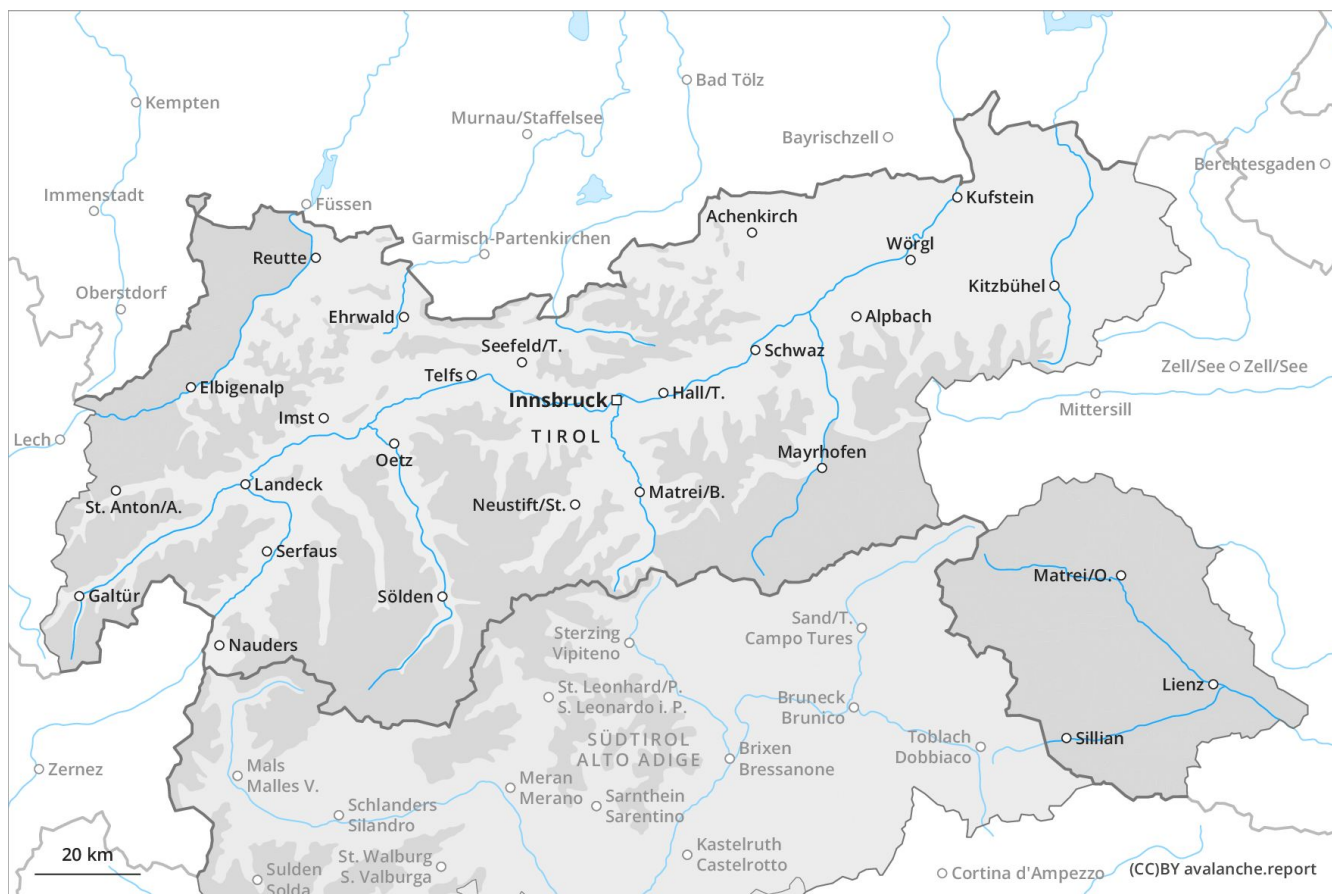 Bad Tölz
Kempten
Murnau/Staffelsee
Bayrischzell
Berchtesgaden
Immenstadt
Füssen
Kufstein
Achenkirch
Garmisch-Partenkirchen
Wörgl
Reutte
Oberstdorf
Kitzbühel
Ehrwald
Alpbach
Seefeld/T.
Schwaz
Telfs
Zell/See
Zell/See
Elbigenalp
Innsbruck
Hall/T.
Mittersill
Imst
TIROL
Lech
Oetz
Mayrhofen
Landeck
St. Anton/A.
Neustift/St.
Matrei/B.
Serfaus
Matrei/O.
Galtür
Sölden
Sand/T.
Campo Tures
Sterzing
Vipiteno
Nauders
Lienz
St. Leonhard/P.
S. Leonardo i. P.
Bruneck
Brunico
Sillian
SÜDTIROL
ALTO ADIGE
Toblach
Dobbiaco
Brixen
Bressanone
Zernez
Mals
Malles V.
Meran
Merano
Sarnthein
Sarentino
Schlanders
Silandro
Kastelruth
Castelrotto
20 km
St. Walburg
S. Valburga
Sulden
Solda
Cortina d'Ampezzo
(CC)BY avalanche.report